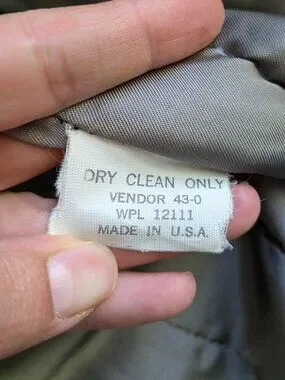 DRY CLEAN ONLY
VENDOR 43-0
WPL 12111
MADE IN U.S.A.